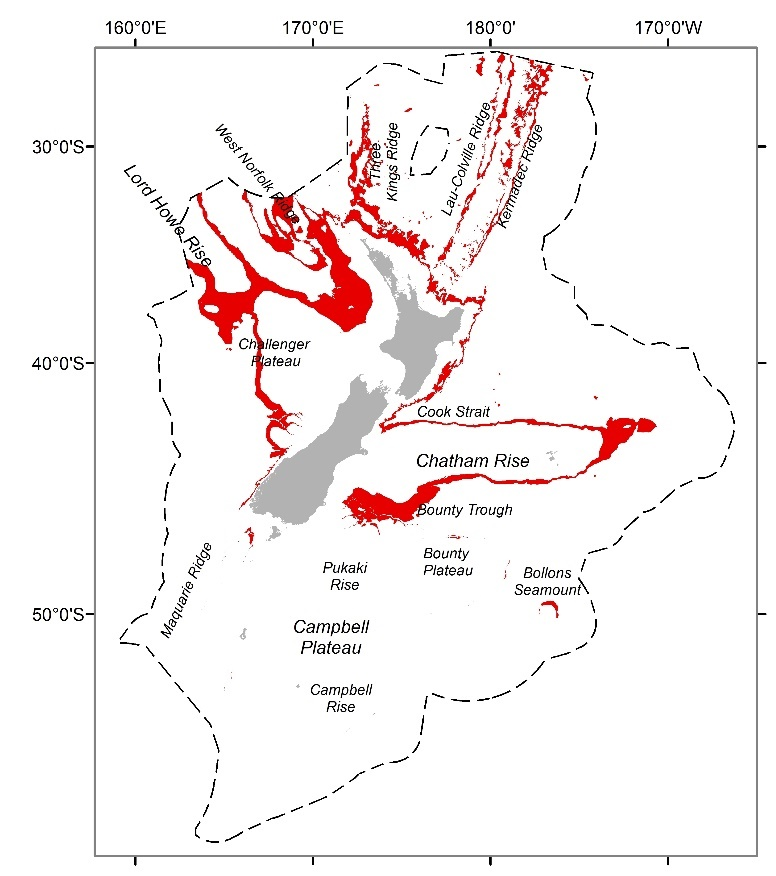 160°0'E
170°0'E
180°0'
170°0'W
30°0'S
40°0'S
50°0'S
Lord Howe Rise
West Norfolk Ridge
Three
Kings Ridge
Lau-Colville Ridge
Kermadec Ridge
Challenger
Plateau
Cook Strait
Chatham Rise
Bounty Trough
Maquarie Ridge
Pukaki
Rise
Bounty
Plateau
Bollons
Seamount
Campbell
Plateau
Campbell
Rise